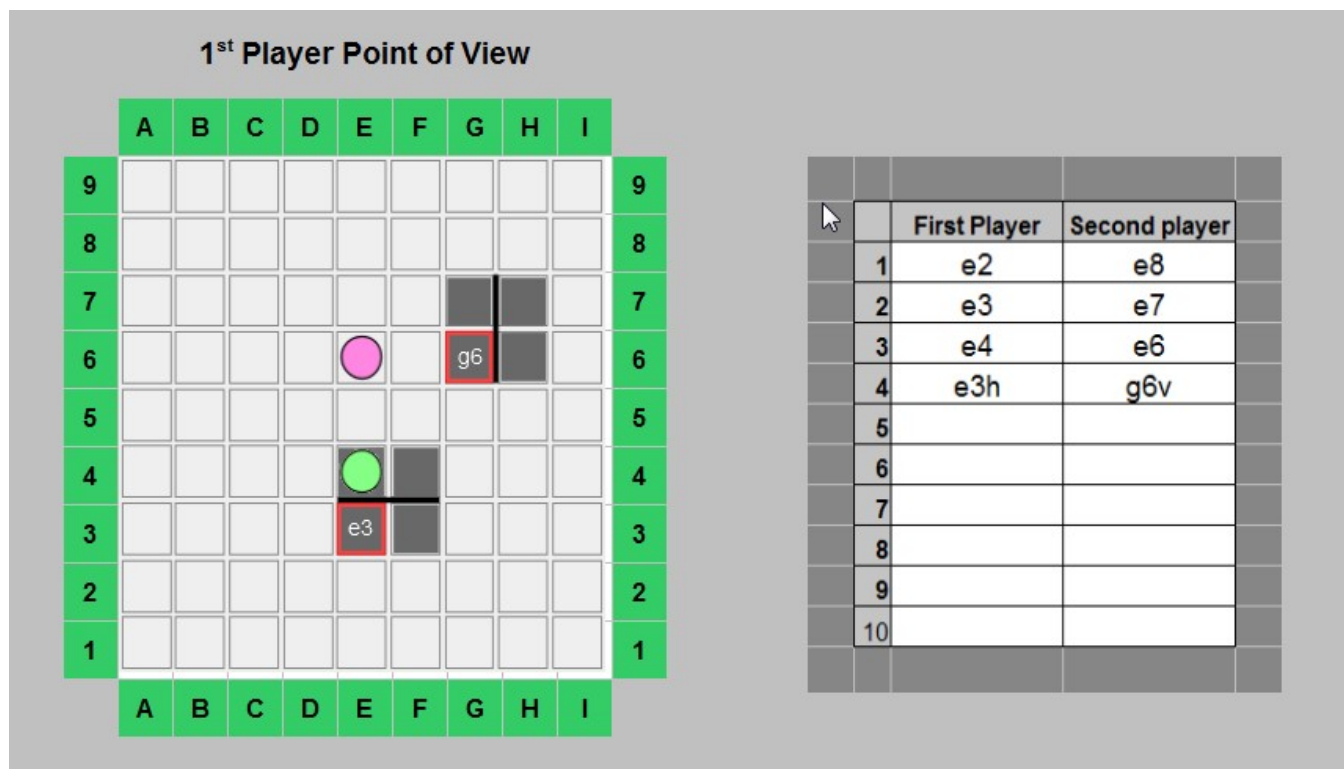 1st Player Point of View
A B C D E F G H I
9 9
8 8
7 7
6 g6 6
5 5
4 4
3 e3 3
2 2
1 1
A B C D E F G H I
First Player Second player
1 e2 e8
2 e3 e7
3 e4 e6
4 e3h g6v
5
6
7
8
9
10